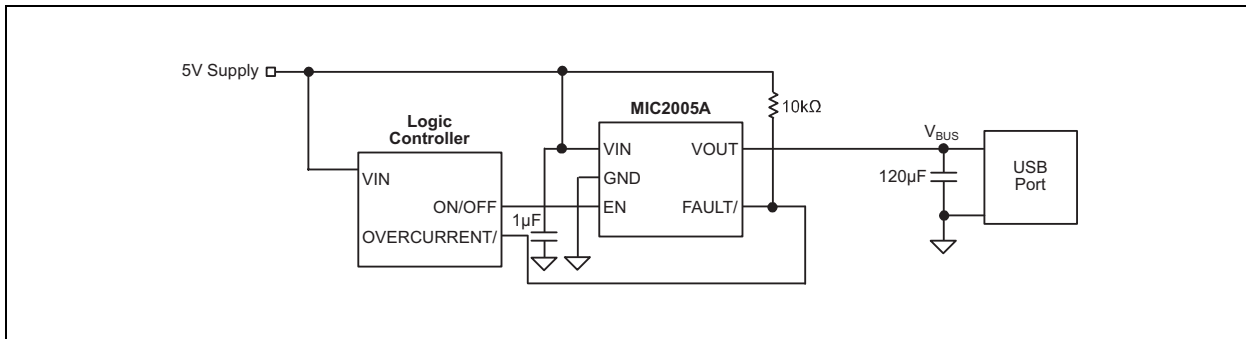 5V Supply
MIC2005A
10kΩ
Logic
Controller
VIN
ON/OFF
OVERCURRENT/
1µF
VIN
GND
EN
VOUT
FAULT/
VBUS
120µF
USB
Port